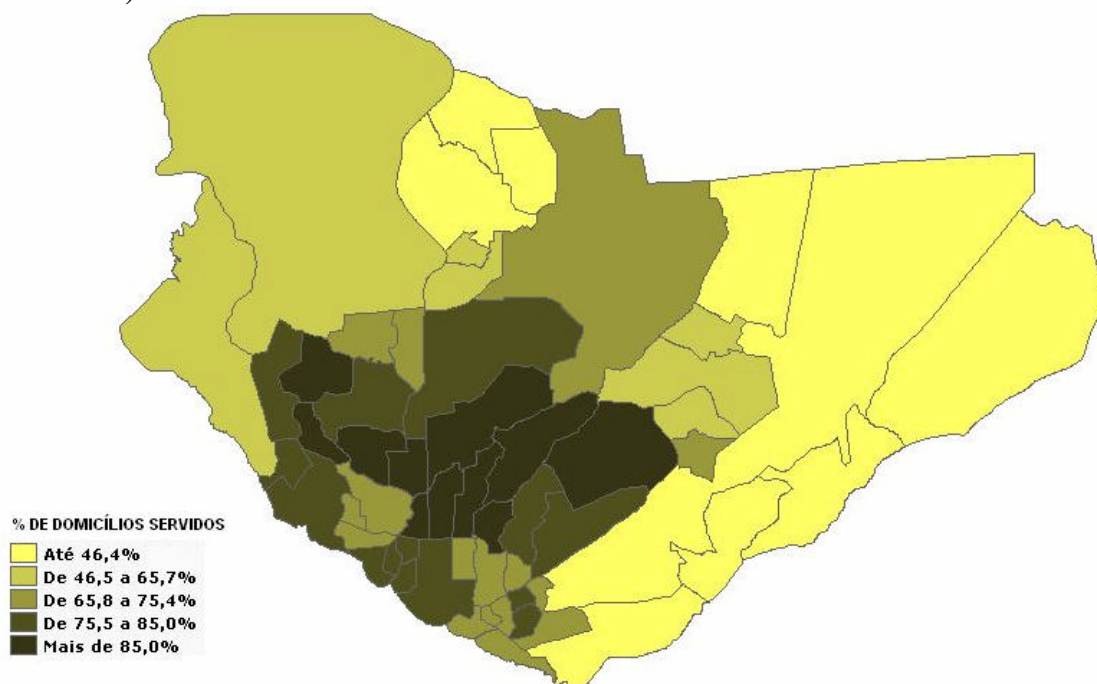 % DE DOMICÍLIOS SERVIDOS
Até 46,4%
De 46,5 a 65,7%
De 65,8 a 75,4%
De 75,5 a 85,0%
Mais de 85,0%